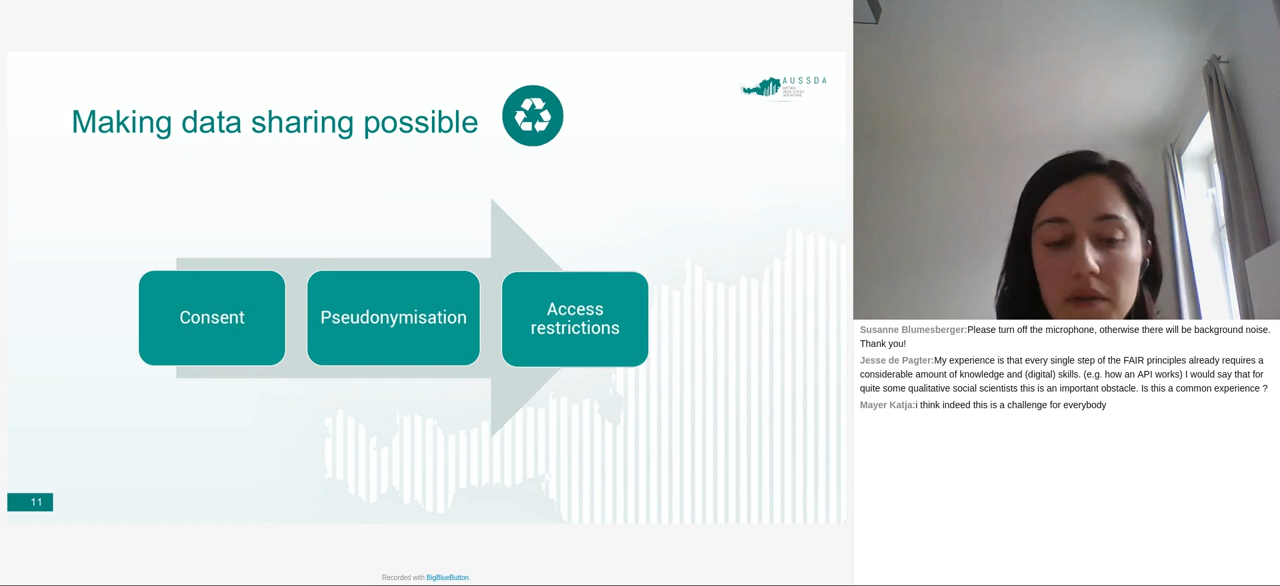 Making data sharing possible
AUSSDA
Consent
Pseudonymisation
Access
restrictions
11
Recorded with BigBlueButton.
Susanne Blumesberger:Please turn off the microphone, otherwise there will be background noise.
Thank you!
Jesse de Pagter:My experience is that every single step of the FAIR principles already requires a
considerable amount of knowledge and (digital) skills. (e.g. how an API works) I would say that for
quite some qualitative social scientists this is an important obstacle. Is this a common experience ?
Mayer Katja:i think indeed this is a challenge for everybody